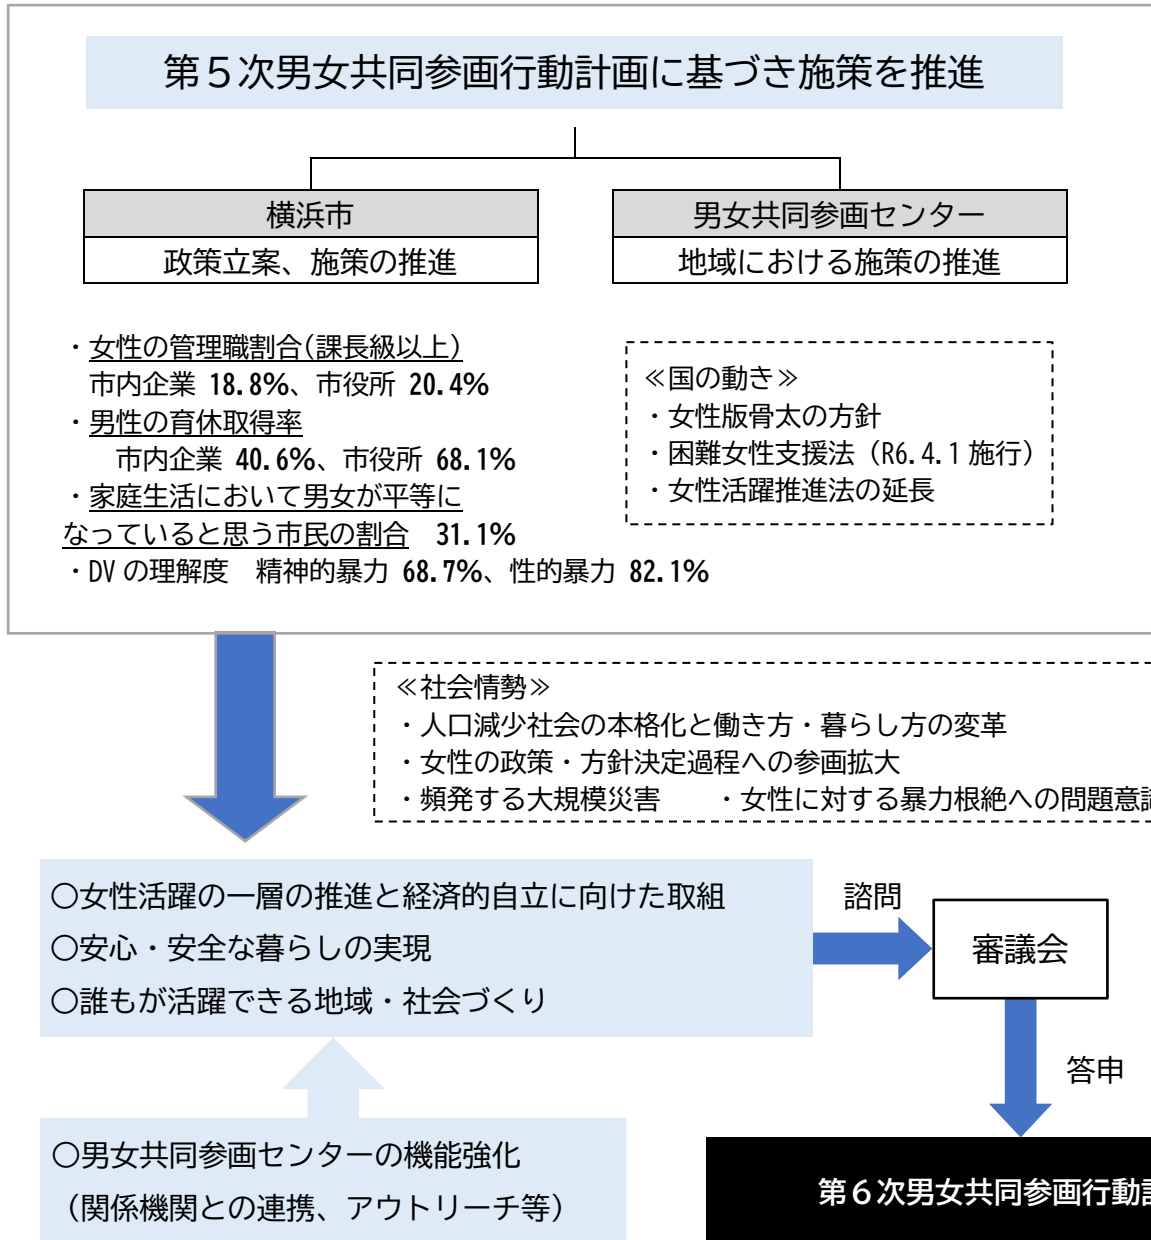 第５次男女共同参画行動計画に基づき施策を推進
横浜市
政策立案、施策の推進
男女共同参画センター
地域における施策の推進
・女性の管理職割合(課長級以上)
市内企業 18.8%、市役所 20.4%
・男性の育休取得率
市内企業 40.6%、市役所 68.1%
・家庭生活において男女が平等に
なっていると思う市民の割合　31.1%
・DVの理解度　精神的暴力 68.7%、性的暴力 82.1%
≪国の動き≫
・女性版骨太の方針
・困難女性支援法（R6.4.1施行）
・女性活躍推進法の延長
≪社会情勢≫
・人口減少社会の本格化と働き方・暮らし方の変革
・女性の政策・方針決定過程への参画拡大
・頻発する大規模災害　　・女性に対する暴力根絶への問題意識
○女性活躍の一層の推進と経済的自立に向けた取組
○安心・安全な暮らしの実現
○誰もが活躍できる地域・社会づくり
諮問
審議会
答申
○男女共同参画センターの機能強化
（関係機関との連携、アウトリーチ等）
第６次男女共同参画行動計